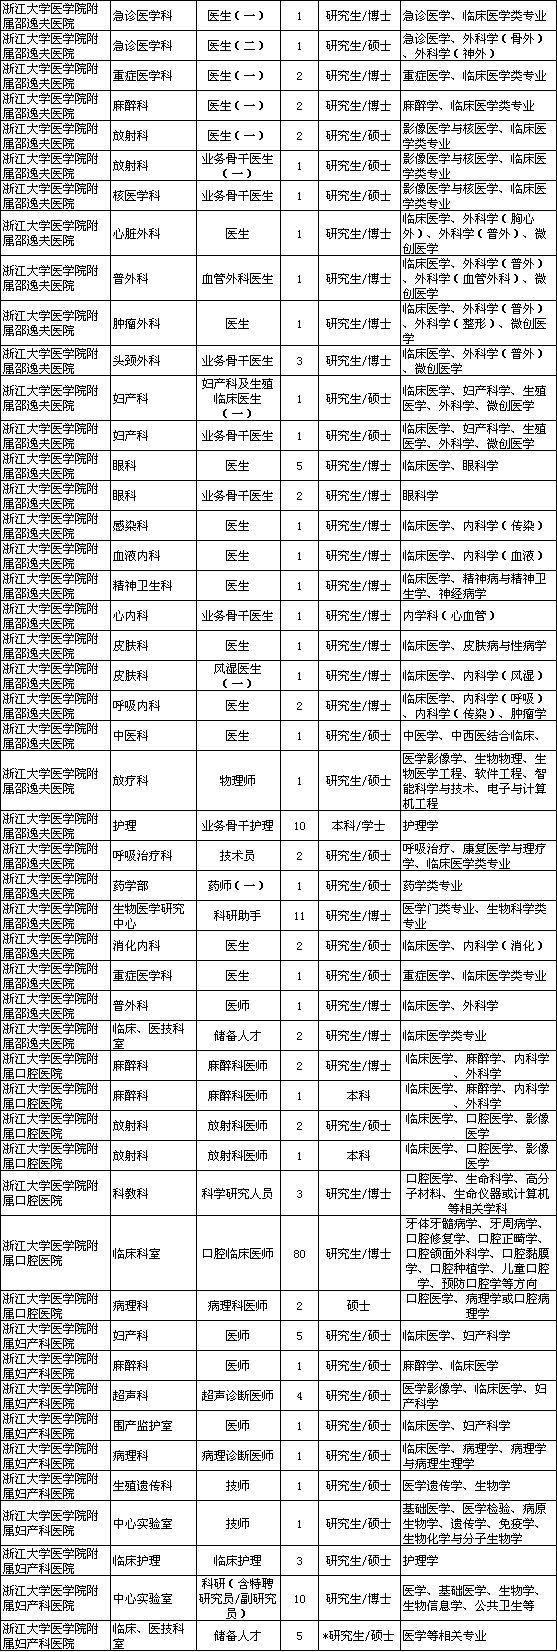 浙江大学医学院附属邵逸夫医院 急诊医学科 医生(一) 1 研究生/博士 急诊医学、临床医学类专业
浙江大学医学院附属邵逸夫医院 急诊医学科 医生(二) 1 研究生/硕士 急诊医学、外科学(骨外)、外科学(神外)
浙江大学医学院附属邵逸夫医院 重症医学科 医生(一) 2 研究生/博士 重症医学、临床医学类专业
浙江大学医学院附属邵逸夫医院 麻醉科 医生(一) 2 研究生/博士 麻醉学、临床医学类专业
浙江大学医学院附属邵逸夫医院 放射科 医生(一) 2 研究生/硕士 影像医学与核医学、临床医学类专业
浙江大学医学院附属邵逸夫医院 放射科 业务骨干医生(一) 1 研究生/博士 影像医学与核医学、临床医学类专业
浙江大学医学院附属邵逸夫医院 核医学科 业务骨干医生 1 研究生/硕士 影像医学与核医学、临床医学类专业
浙江大学医学院附属邵逸夫医院 心脏外科 医生 1 研究生/博士 临床医学、外科学(胸心外)、外科学(普外)、微创医学
浙江大学医学院附属邵逸夫医院 普外科 血管外科医生 1 研究生/博士 临床医学、外科学(普外)、外科学(血管外科)、微创医学
浙江大学医学院附属邵逸夫医院 肿瘤外科 医生 1 研究生/博士 临床医学、外科学(普外)、外科学(整形)、微创医学
浙江大学医学院附属邵逸夫医院 头颈外科 业务骨干医生 3 研究生/博士 临床医学、外科学(普外)、微创医学
浙江大学医学院附属邵逸夫医院 妇产科 妇产科及生殖临床医生(一) 1 研究生/硕士 临床医学、妇产科学、生殖医学、外科学、微创医学
浙江大学医学院附属邵逸夫医院 妇产科 业务骨干医生 1 研究生/硕士 临床医学、妇产科学、生殖医学、外科学、微创医学
浙江大学医学院附属邵逸夫医院 眼科 医生 5 研究生/博士 临床医学、眼科学
浙江大学医学院附属邵逸夫医院 眼科 业务骨干医生 2 研究生/博士 眼科学
浙江大学医学院附属邵逸夫医院 感染科 医生 1 研究生/博士 临床医学、内科学(传染)
浙江大学医学院附属邵逸夫医院 血液内科 医生 1 研究生/博士 临床医学、内科学(血液)
浙江大学医学院附属邵逸夫医院 精神卫生科 医生 1 研究生/博士 临床医学、精神病与精神卫生学、神经病学
浙江大学医学院附属邵逸夫医院 心内科 业务骨干医生 1 研究生/博士 内学科(心血管)
浙江大学医学院附属邵逸夫医院 皮肤科 医生 1 研究生/博士 临床医学、皮肤病与性病学
浙江大学医学院附属邵逸夫医院 皮肤科 风湿医生(一) 1 研究生/博士 临床医学、内科学(风湿)
浙江大学医学院附属邵逸夫医院 呼吸内科 医生 2 研究生/博士 临床医学、内科学(呼吸)、内科学(传染)、肿瘤学
浙江大学医学院附属邵逸夫医院 中医科 医生 1 研究生/硕士 中医学、中西医结合临床、
浙江大学医学院附属邵逸夫医院 放疗科 物理师 1 研究生/硕士 医学影像学、生物物理、生物医学工程、软件工程、智能科学与技术、电子与计算机工程
浙江大学医学院附属邵逸夫医院 护理 业务骨干护理 10 本科/学士 护理学
浙江大学医学院附属邵逸夫医院 呼吸治疗科 技术员 2 研究生/硕士 呼吸治疗、康复医学与理疗学、临床医学类专业
浙江大学医学院附属邵逸夫医院 药学部 药师(一) 1 研究生/硕士 药学类专业
浙江大学医学院附属邵逸夫医院 生物医学研究中心 科研助手 11 研究生/博士 医学门类专业、生物科学类专业
浙江大学医学院附属邵逸夫医院 消化内科 医生 2 研究生/硕士 临床医学、内科学(消化)
浙江大学医学院附属邵逸夫医院 重症医学科 医生 1 研究生/硕士 重症医学、临床医学类专业
浙江大学医学院附属邵逸夫医院 普外科 医师 1 研究生/博士 临床医学、外科学
浙江大学医学院附属邵逸夫医院 临床、医技科室 储备人才 2 研究生/博士 临床医学类专业
浙江大学医学院附属口腔医院 麻醉科 麻醉科医师 2 研究生/博士 临床医学、麻醉学、内科学、外科学
浙江大学医学院附属口腔医院 麻醉科 麻醉科医师 1 本科 临床医学、麻醉学、内科学、外科学
浙江大学医学院附属口腔医院 放射科 放射科医师 2 研究生/硕士 临床医学、口腔医学、影像医学
浙江大学医学院附属口腔医院 放射科 放射科医师 1 本科 临床医学、口腔医学、影像医学
浙江大学医学院附属口腔医院 科教科 科学研究人员 3 研究生/博士 口腔医学、生命科学、高分子材料、生命仪器或计算机等相关学科
浙江大学医学院附属口腔医院 临床科室 口腔临床医师 80 研究生/博士 牙体牙髓病学、牙周病学、口腔修复学、口腔正畸学、口腔颌面外科学、口腔黏膜学、口腔种植学、儿童口腔学、预防口腔学等方向
浙江大学医学院附属口腔医院 病理科 病理科医师 2 硕士 口腔医学、病理学或口腔病理学
浙江大学医学院附属妇产科医院 妇产科 医师 5 研究生/硕士 临床医学、妇产科学
浙江大学医学院附属妇产科医院 麻醉科 医师 1 研究生/硕士 麻醉学、临床医学
浙江大学医学院附属妇产科医院 超声科 超声诊断医师 4 研究生/硕士 医学影像学、临床医学、妇产科学
浙江大学医学院附属妇产科医院 围产监护室 医师 1 研究生/硕士 临床医学、妇产科学
浙江大学医学院附属妇产科医院 病理科 病理诊断医师 1 研究生/硕士 临床医学、病理学、病理学与病理生理学
浙江大学医学院附属妇产科医院 生殖遗传科 技师 1 研究生/硕士 医学遗传学、生物学
浙江大学医学院附属妇产科医院 中心实验室 技师 1 研究生/硕士 基础医学、医学检验、病原生物学、遗传学、免疫学、生物化学与分子生物学
浙江大学医学院附属妇产科医院 临床护理 临床护理 3 研究生/硕士 护理学
浙江大学医学院附属妇产科医院 中心实验室 科研(含特聘研究员/副研究员) 10 研究生/博士 医学、基础医学、生物学、生物信息学、公共卫生等
浙江大学医学院附属妇产科医院 临床、医技科室 储备人才 5 *研究生/硕士 医学等相关专业